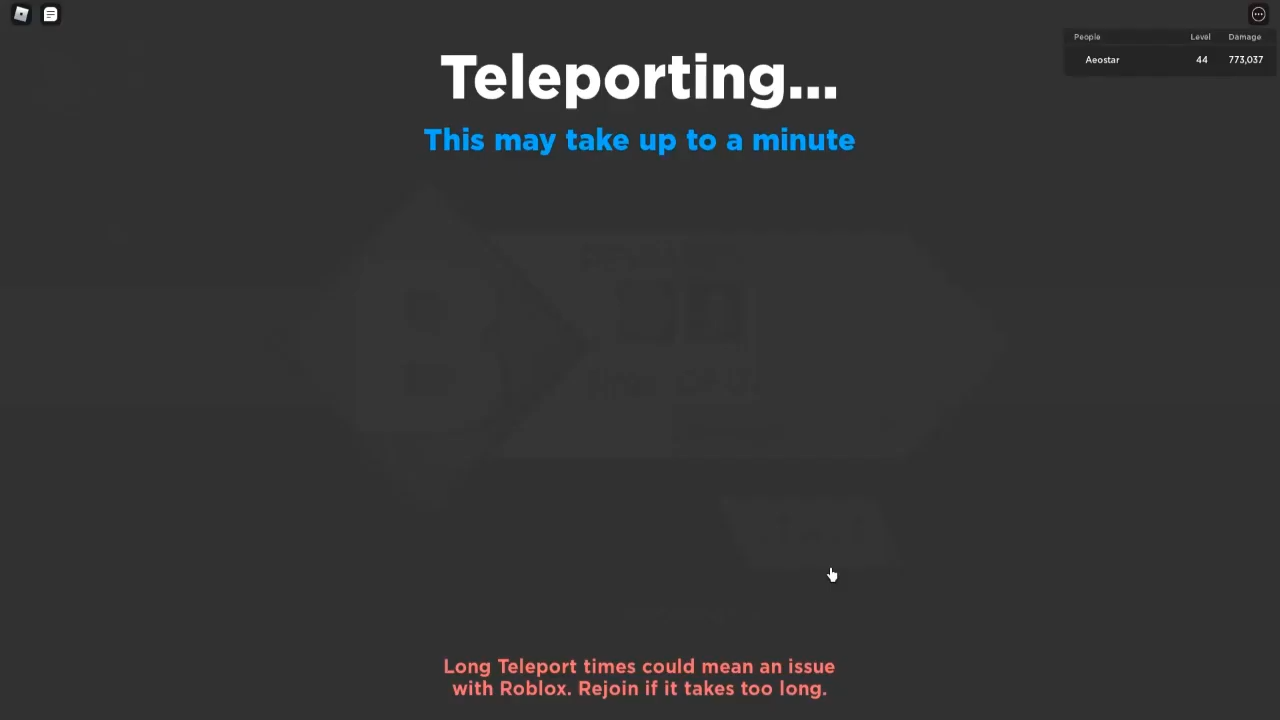 People Level Damage
Aeostar 44 773,037
Teleporting...
This may take up to a minute
B
Long Teleport times could mean an issue
with Roblox. Rejoin if it takes too long.